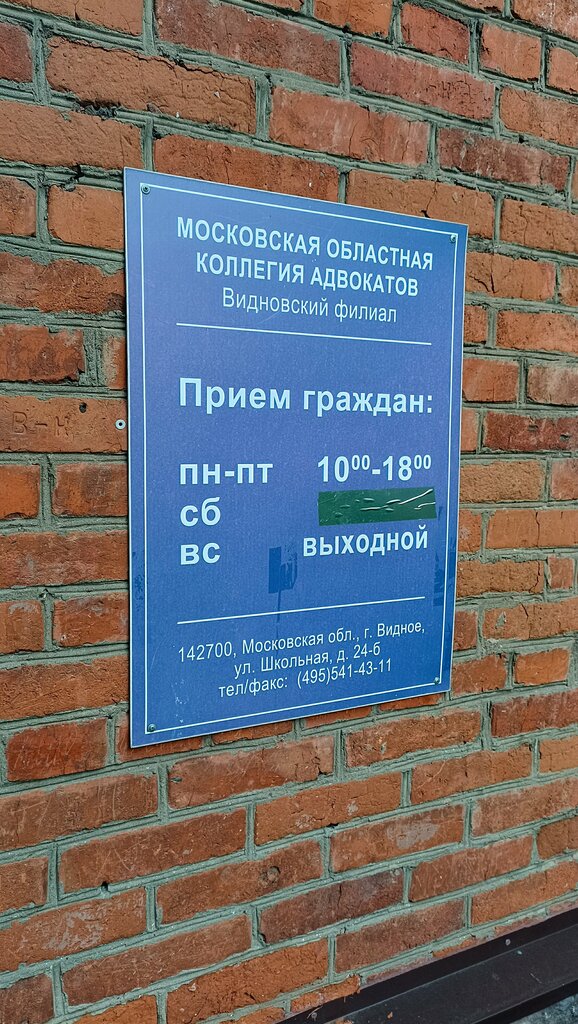 МОСКОВСКАЯ ОБЛАСТНАЯ
КОЛЛЕГИЯ АДВОКАТОВ
Видновский филиал
Прием граждан:
пн-пт 10⁰⁰-18⁰⁰
сб
вс выходной
142700, Московская обл., г. Видное,
ул. Школьная, д. 24-б
тел/факс: (495)541-43-11